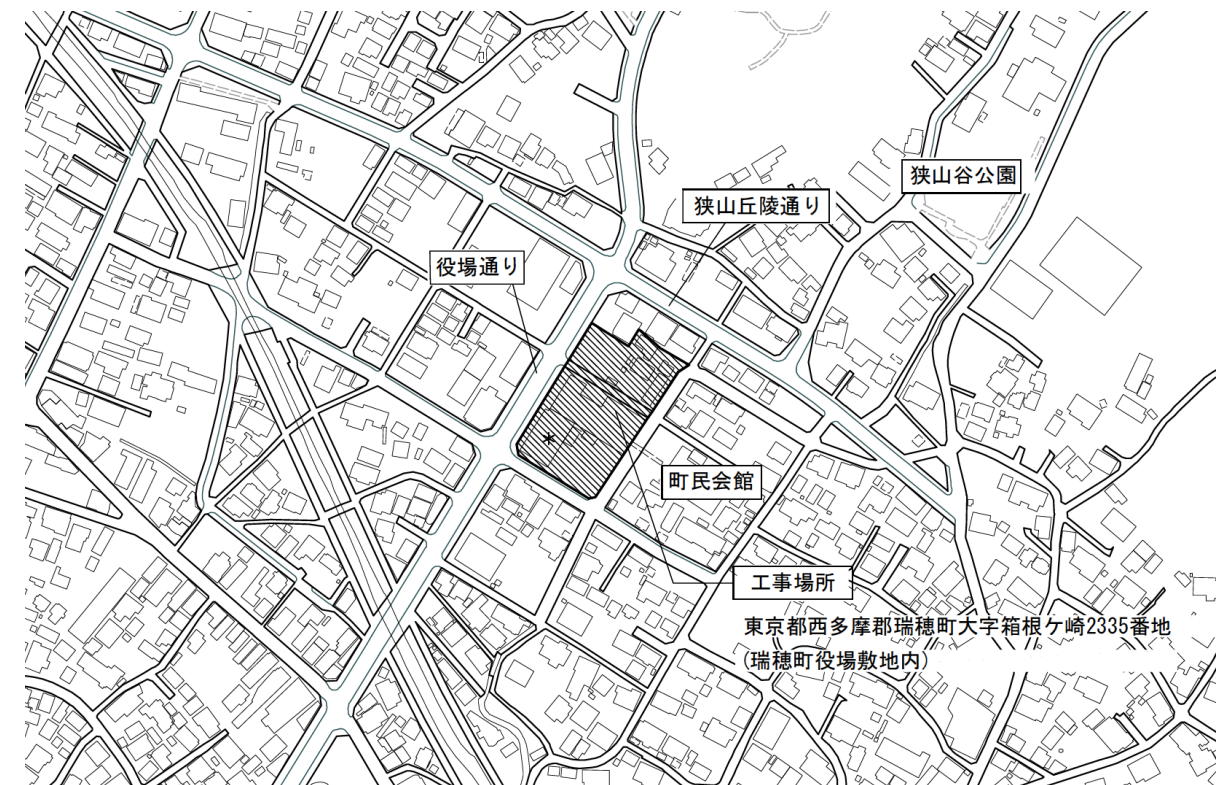 狭山谷公園
狭山丘陵通り
役場通り
*
町民会館
工事場所
東京都西多摩郡瑞穂町大字箱根ケ崎2335番地
(瑞穂町役場敷地内)